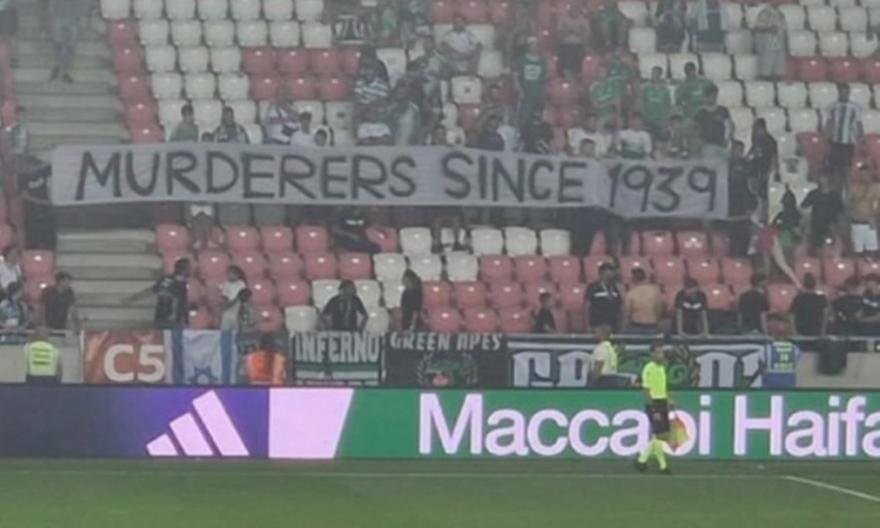 MURDERERS SINCE 1939
C5
INFERNO
GREEN APES
Maccabi Haifa